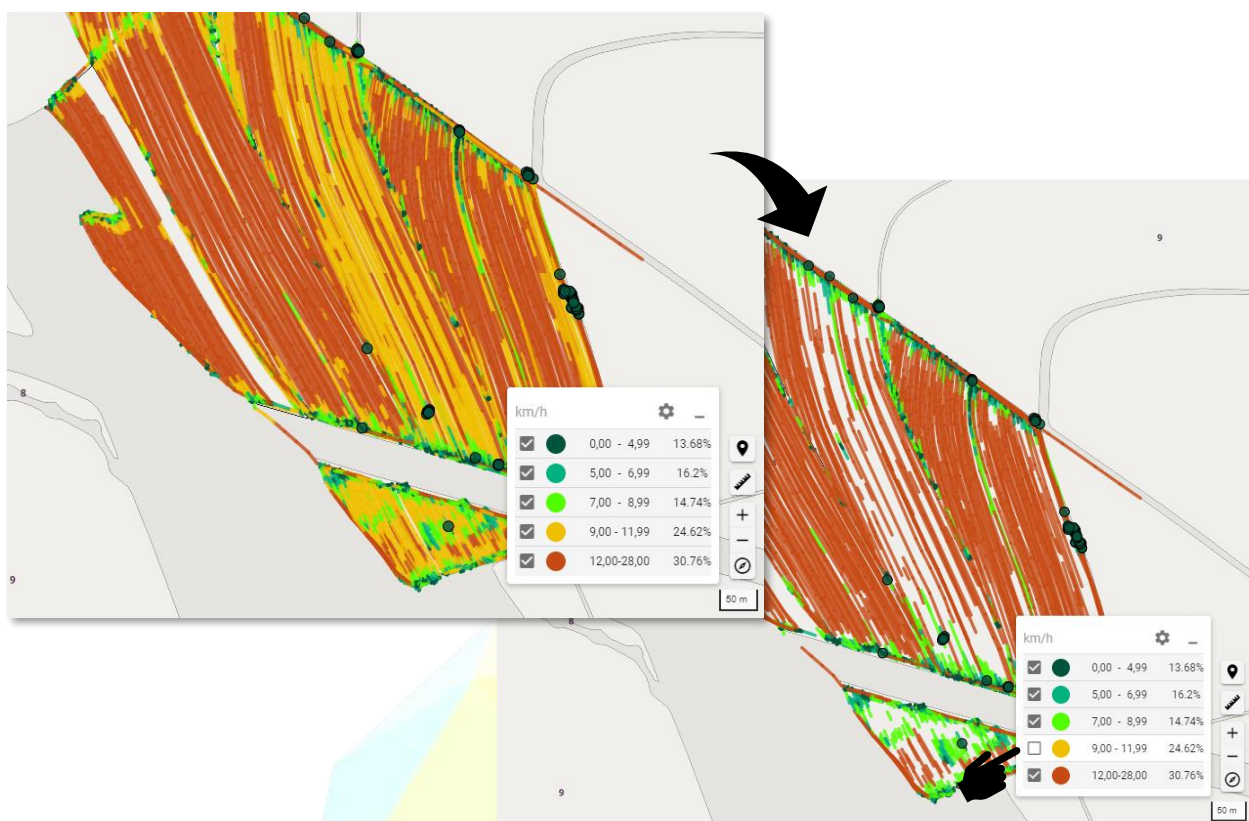 8
9
km/h
0,00 - 4,99 13.68%
5,00 - 6,99 16.2%
7,00 - 8,99 14.74%
9,00 - 11,99 24.62%
12,00-28,00 30.76%
50 m
9
8
9
km/h
0,00 - 4,99 13.68%
5,00 - 6,99 16.2%
7,00 - 8,99 14.74%
9,00 - 11,99 24.62%
12,00-28,00 30.76%
50 m